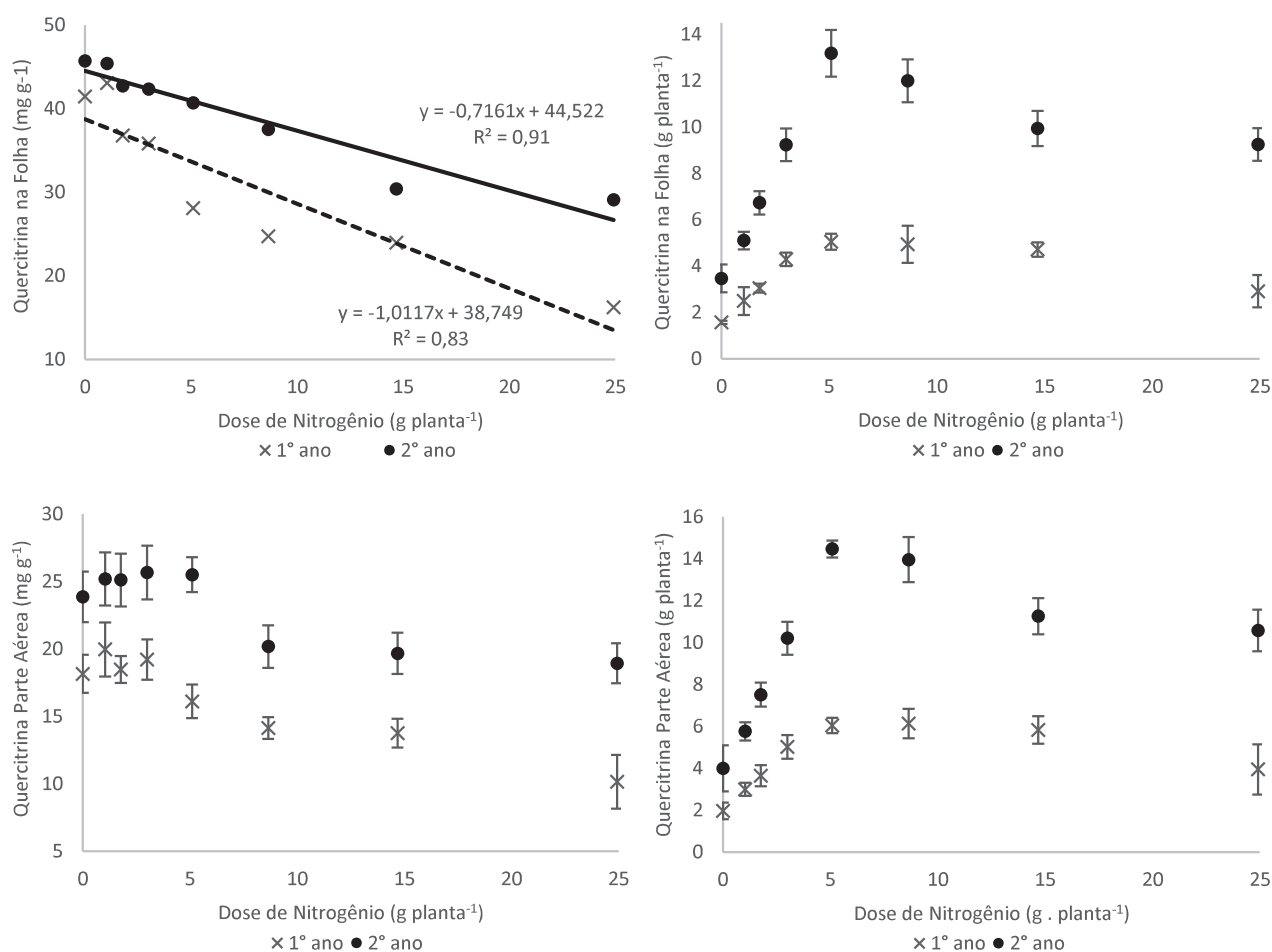 Quercitrina na Folha (mg g-1)
50
40
30
20
10
y = -0,7161x + 44,522
R² = 0,91
y = -1,0117x + 38,749
R² = 0,83
0 5 10 15 20 25
Dose de Nitrogênio (g planta⁻¹)
1° ano 2° ano
Quercitrina na Folha (g planta⁻¹)
14
12
10
8
6
4
2
0
0 5 10 15 20 25
Dose de Nitrogênio (g planta⁻¹)
1° ano 2° ano
Quercitrina Parte Aérea (mg g⁻¹)
30
25
20
15
10
5
0 5 10 15 20 25
Dose de Nitrogênio (g planta⁻¹)
1° ano 2° ano
Quercitrina Parte Aérea (g planta⁻¹)
16
14
12
10
8
6
4
2
0
0 5 10 15 20 25
Dose de Nitrogênio (g . planta⁻¹)
1° ano 2° ano